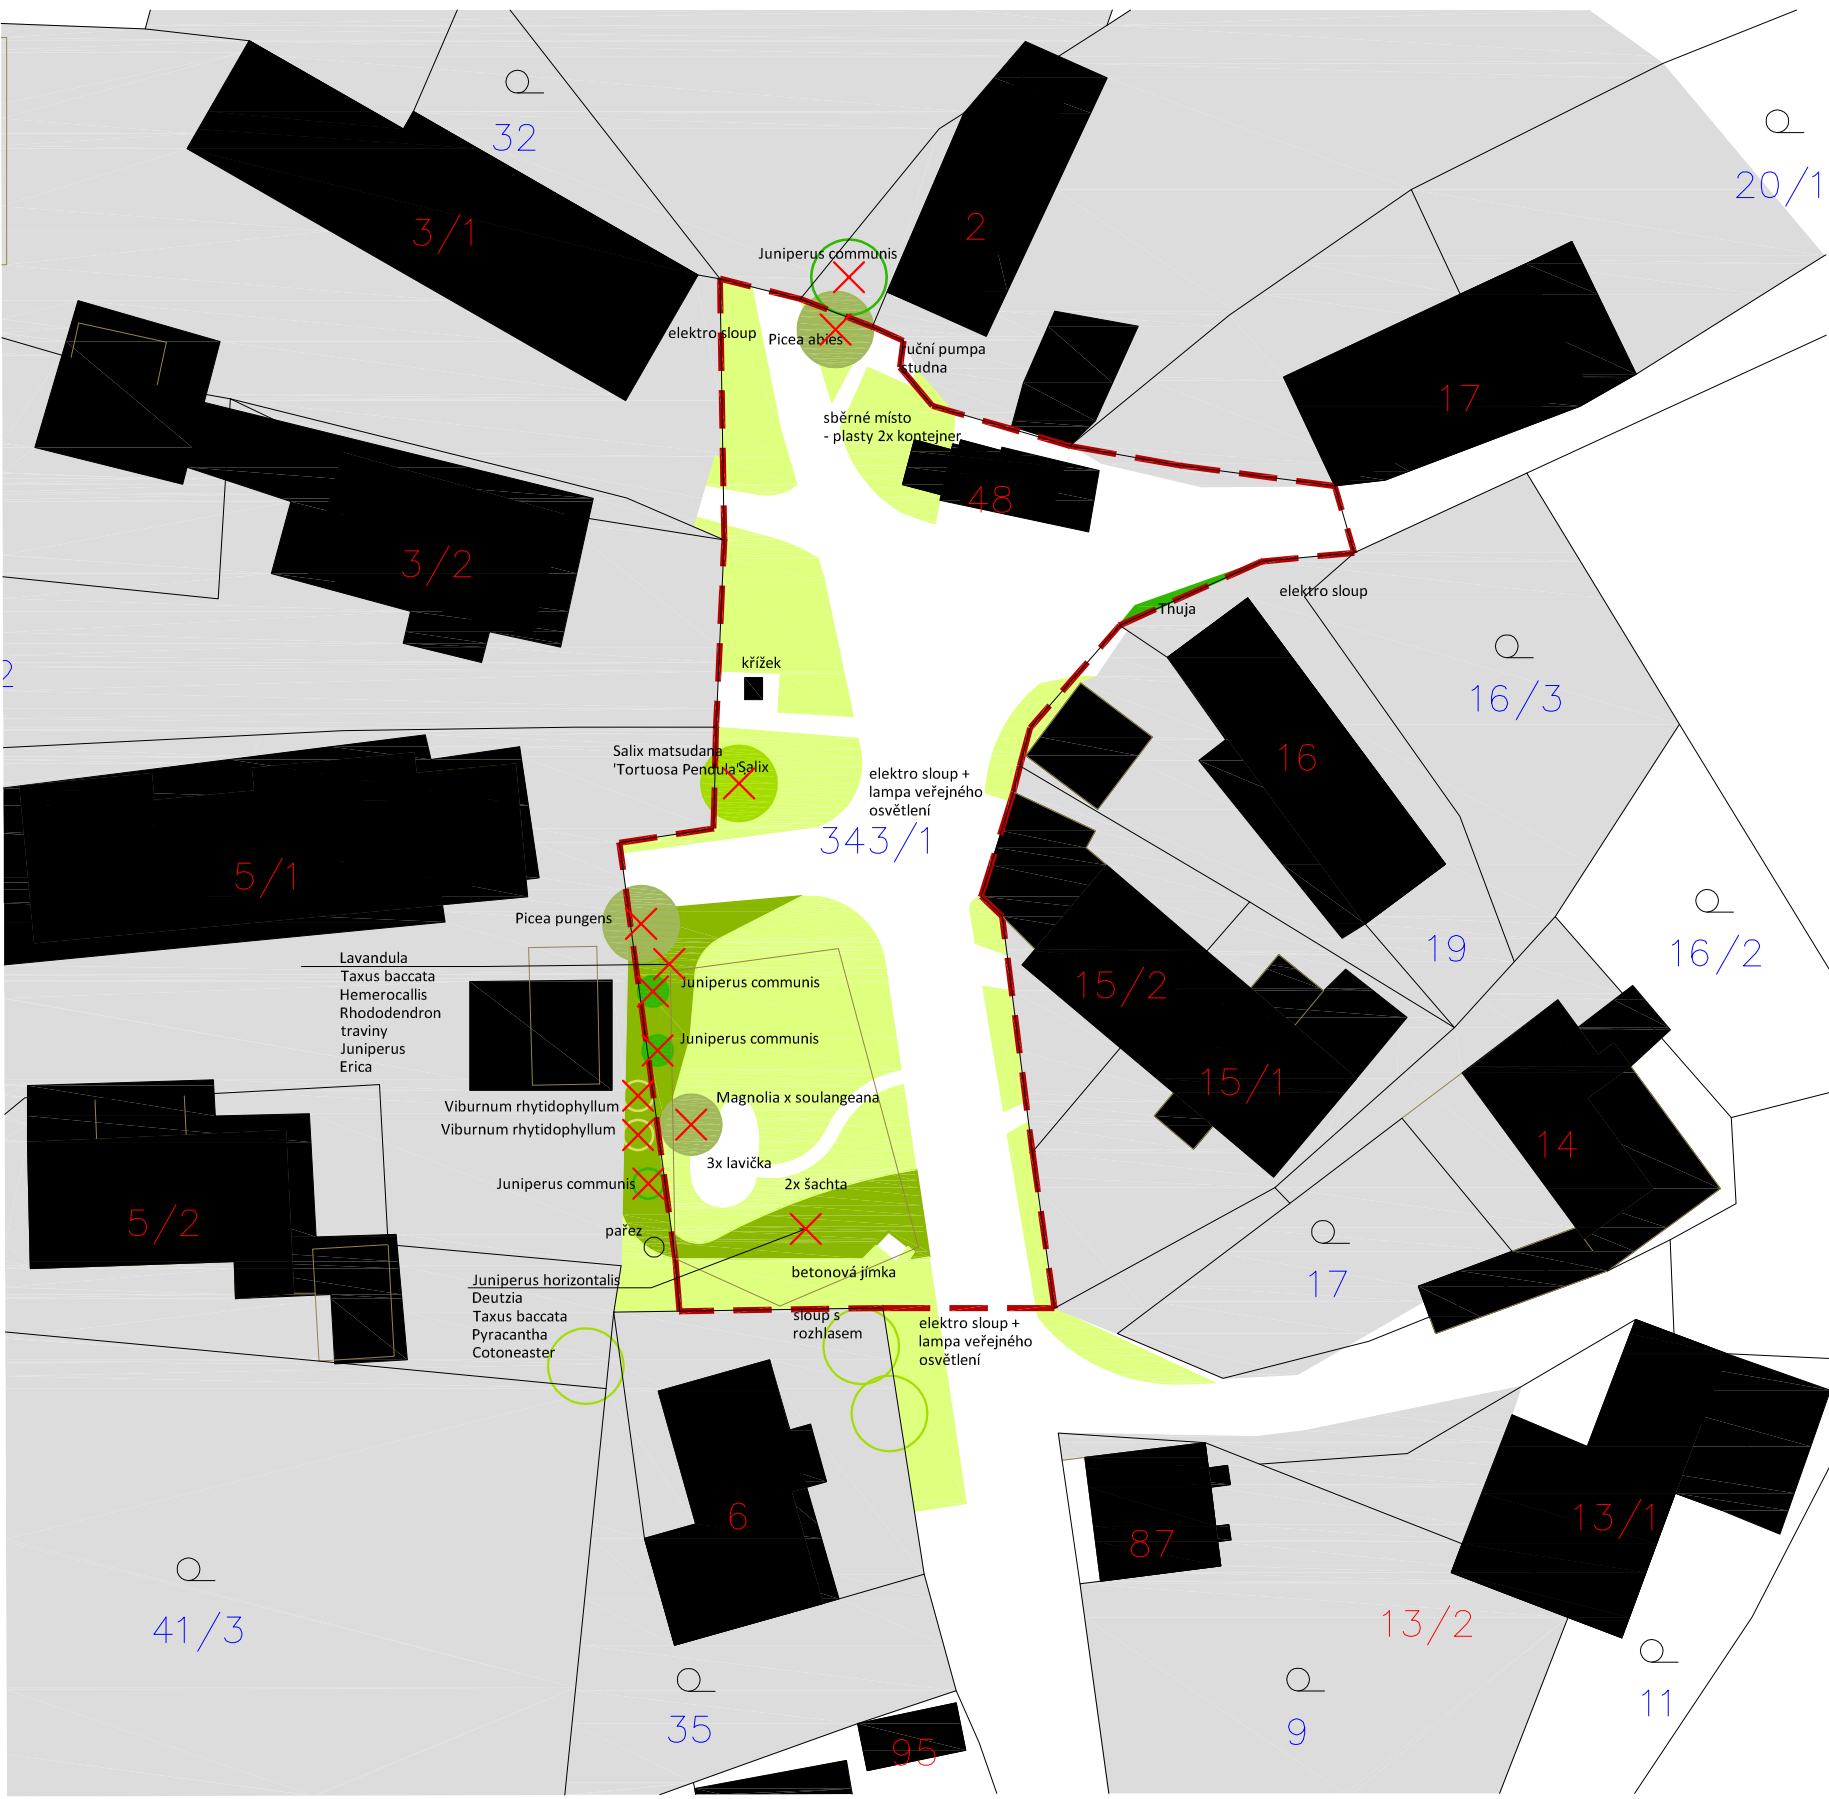 32
20/1
3/1
2
Juniperus communis
elektro sloup
Picea abies
ruční pumpa
studna
17
sběrné místo
- plasty 2x kontejner
48
3/2
elektro sloup
Thuja
křížek
2
16/3
Salix matsudana
'Tortuosa Pendula'
Salix
16
elektro sloup +
lampa veřejného
osvětlení
343/1
5/1
Picea pungens
19
16/2
Lavandula
Taxus baccata
Hemerocallis
Rhododendron
traviny
Juniperus
Erica
Juniperus communis
15/2
Juniperus communis
15/1
Viburnum rhytidophyllum
Magnolia x soulangeana
Viburnum rhytidophyllum
14
3x lavička
Juniperus communis
2x šachta
5/2
pařez
betonová jímka
17
Juniperus horizontalis
Deutzia
Taxus baccata
Pyracantha
Cotoneaster
sloup s
rozhlasem
elektro sloup +
lampa veřejného
osvětlení
6
87
13/1
41/3
13/2
35
9
11
95